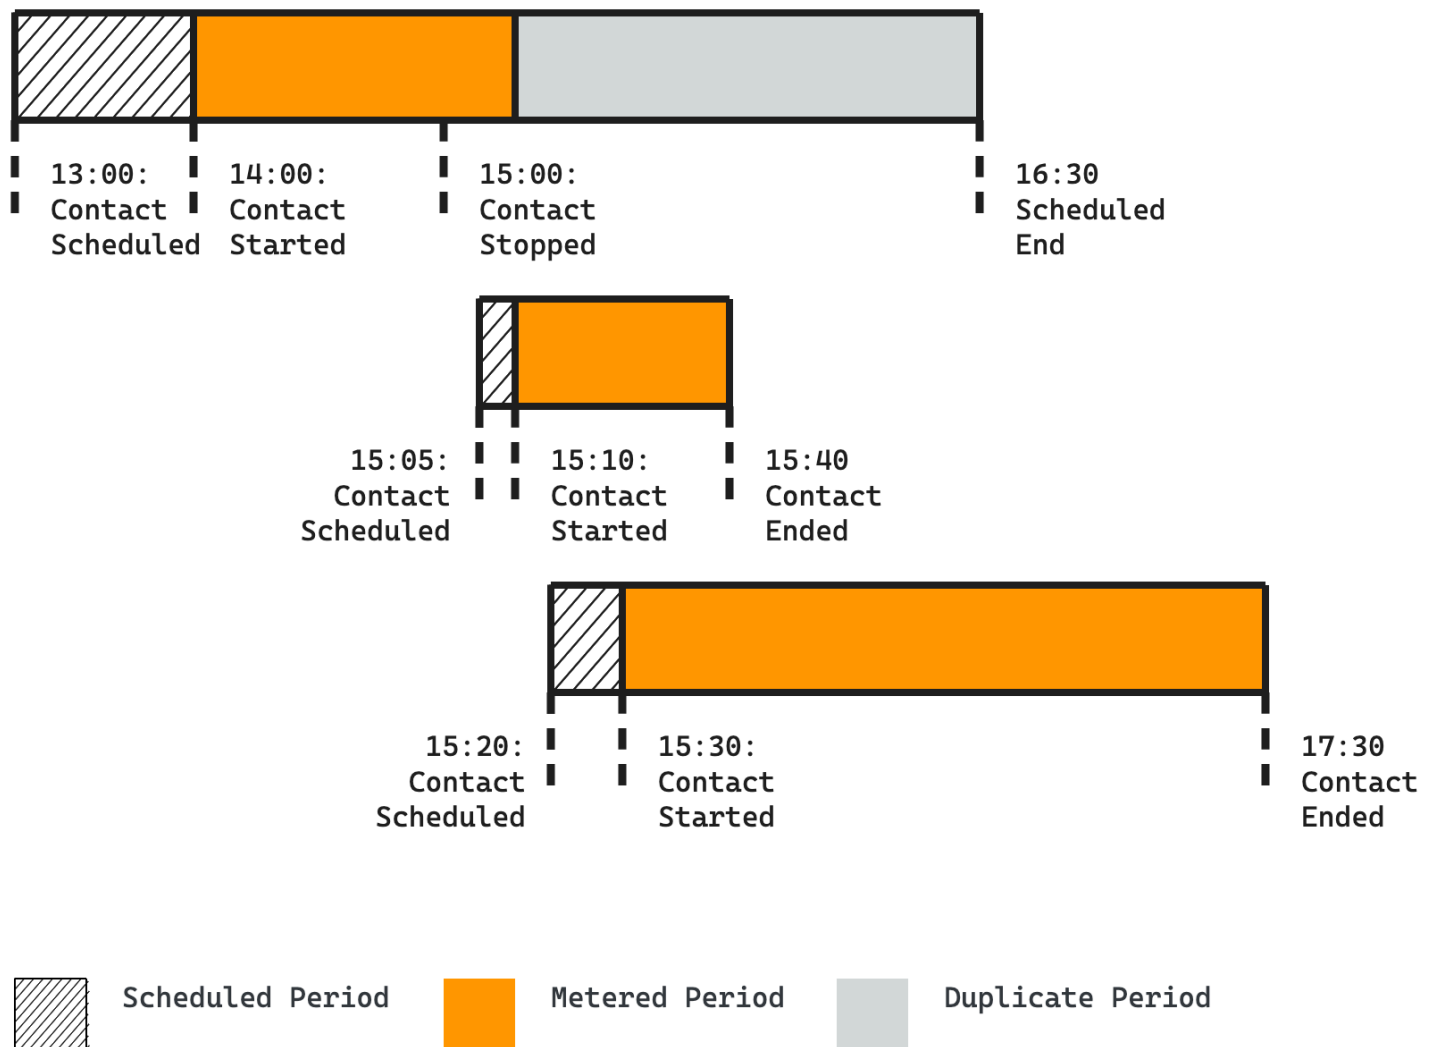 13:00:
Contact
Scheduled
14:00:
Contact
Started
15:00:
Contact
Stopped
16:30
Scheduled
End
15:05:
Contact
Scheduled
15:10:
Contact
Started
15:40
Contact
Ended
15:20:
Contact
Scheduled
15:30:
Contact
Started
17:30
Contact
Ended
Scheduled Period
Metered Period
Duplicate Period